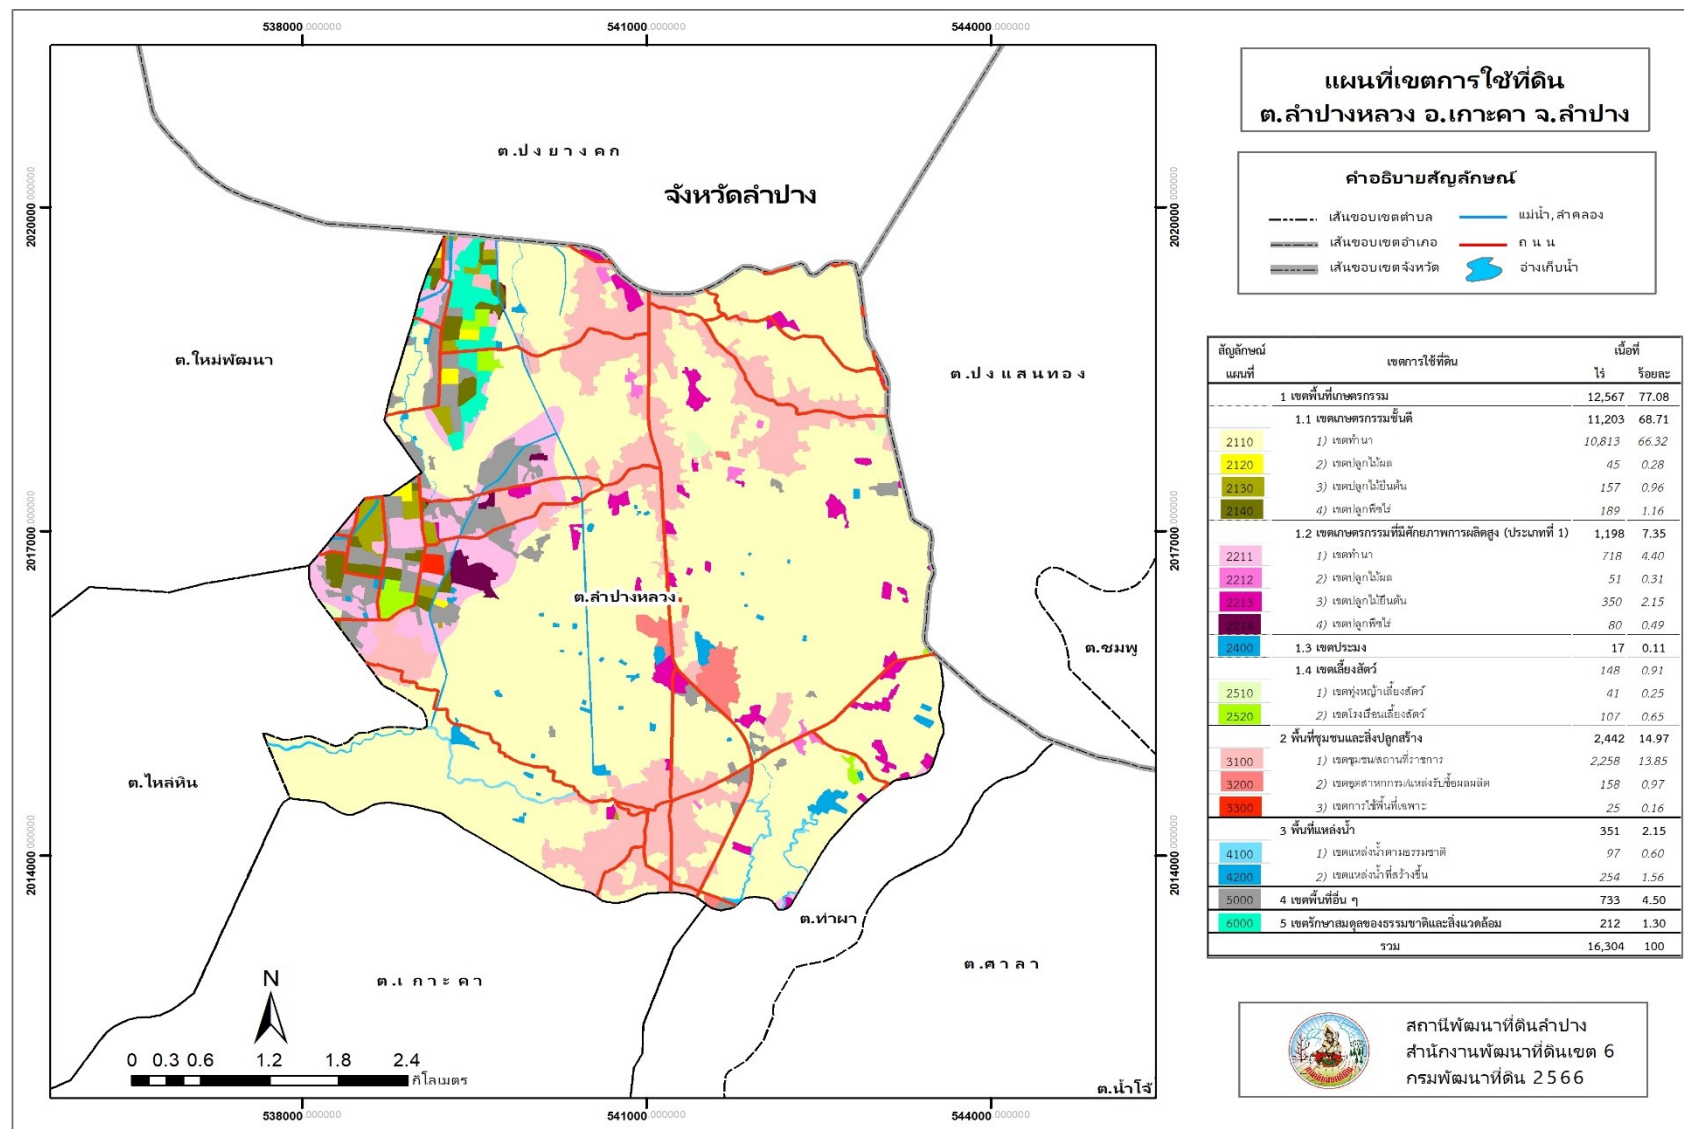 538000.000000
541000.000000
544000.000000
2020000.000000
2017000.000000
2014000.000000
2020000.000000
2017000.000000
2014000.000000
ต.ปงยางคก
จังหวัดลำปาง
ต.ใหม่พัฒนา
ต.ปงแสนทอง
ต.ลำปางหลวง
ต.ชมพู
ต.ไหล่หิน
ต.ท่าผา
ต.ศาลา
ต.เกาะคา
ต.น้ำโจ้
N
0 0.3 0.6 1.2 1.8 2.4
กิโลเมตร
538000.000000
541000.000000
544000.000000
แผนที่เขตการใช้ที่ดิน
ต.ลำปางหลวง อ.เกาะคา จ.ลำปาง
คำอธิบายสัญลักษณ์
เส้นขอบเขตตำบล แม่น้ำ,ลำคลอง
เส้นขอบเขตอำเภอ ถนน
เส้นขอบเขตจังหวัด อ่างเก็บน้ำ
สัญลักษณ์ เขตการใช้ที่ดิน เนื้อที่
แผนที่ ไร่ ร้อยละ
1 เขตพื้นที่เกษตรกรรม 12,567 77.08
1.1 เขตเกษตรกรรมชั้นดี 11,203 68.71
2110 1) เขตทำนา 10,813 66.32
2120 2) เขตปลูกไม้ผล 45 0.28
2130 3) เขตปลูกไม้ยืนต้น 157 0.96
2140 4) เขตปลูกพืชไร่ 189 1.16
1.2 เขตเกษตรกรรมที่มีศักยภาพการผลิตสูง (ประเภทที่ 1) 1,198 7.35
2211 1) เขตทำนา 718 4.40
2212 2) เขตปลูกไม้ผล 51 0.31
2213 3) เขตปลูกไม้ยืนต้น 350 2.15
2214 4) เขตปลูกพืชไร่ 80 0.49
2400 1.3 เขตประมง 17 0.11
1.4 เขตเลี้ยงสัตว์ 148 0.91
2510 1) เขตทุ่งหญ้าเลี้ยงสัตว์ 41 0.25
2520 2) เขตโรงเรือนเลี้ยงสัตว์ 107 0.65
2 พื้นที่ชุมชนและสิ่งปลูกสร้าง 2,442 14.97
3100 1) เขตชุมชน/สถานที่ราชการ 2,258 13.85
3200 2) เขตอุตสาหกรรม/แหล่งรับซื้อผลผลิต 158 0.97
3300 3) เขตการใช้พื้นที่เฉพาะ 25 0.16
3 พื้นที่แหล่งน้ำ 351 2.15
4100 1) เขตแหล่งน้ำตามธรรมชาติ 97 0.60
4200 2) เขตแหล่งน้ำที่สร้างขึ้น 254 1.56
5000 4 เขตพื้นที่อื่น ๆ 733 4.50
6000 5 เขตรักษาสมดุลของธรรมชาติและสิ่งแวดล้อม 212 1.30
รวม 16,304 100
สถานีพัฒนาที่ดินลำปาง
สำนักงานพัฒนาที่ดินเขต 6
กรมพัฒนาที่ดิน 2566